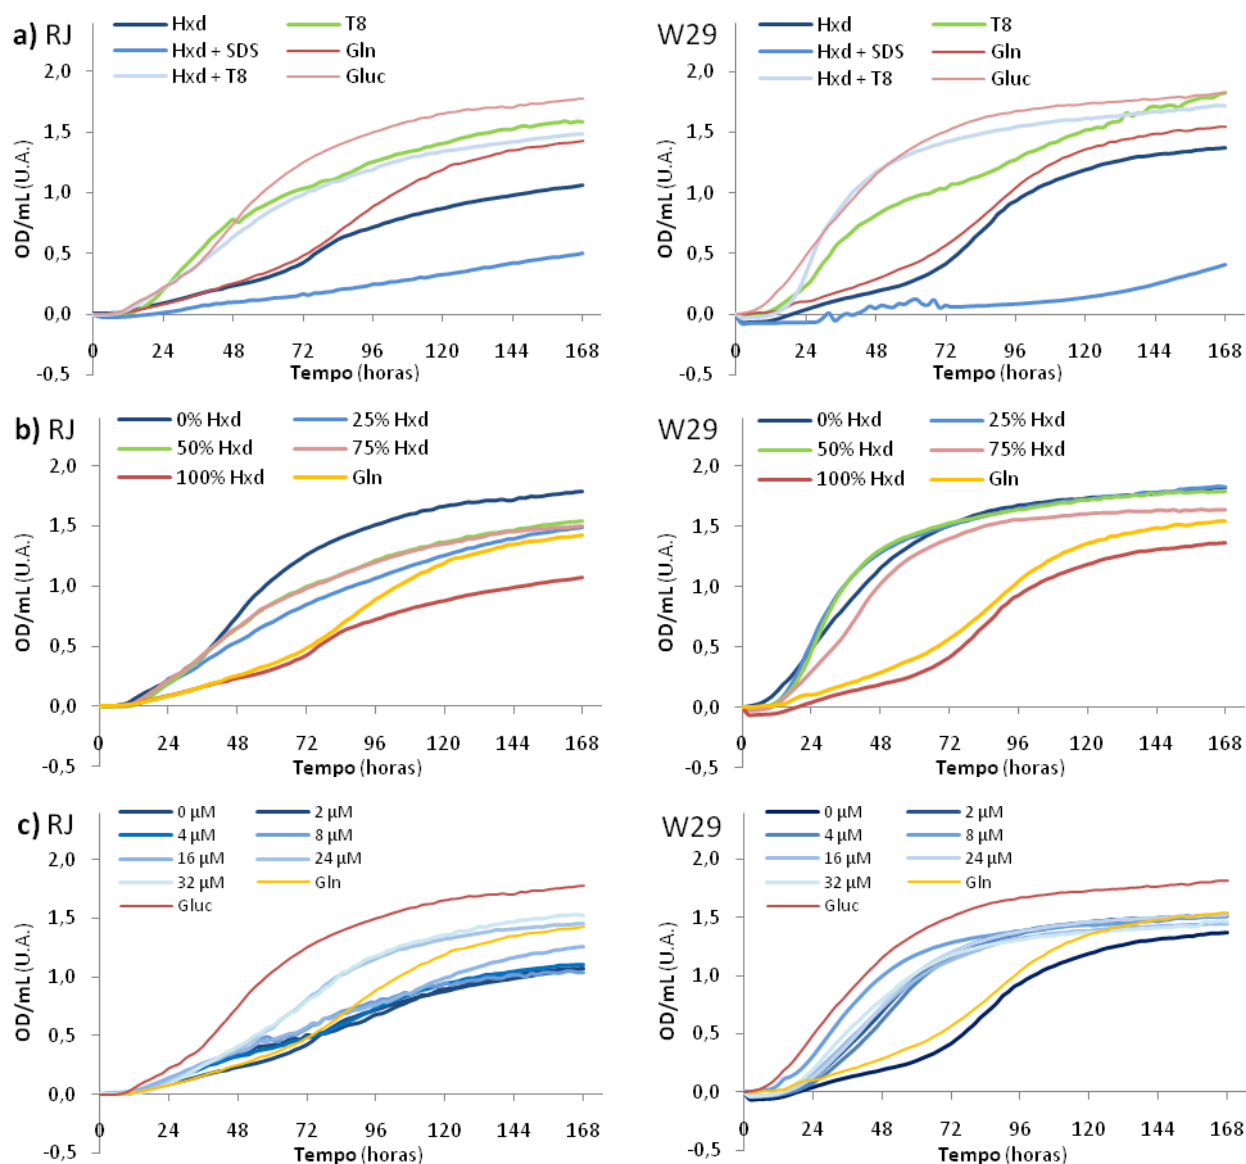 a) RJ
Hxd T8
Hxd + SDS Gln
Hxd + T8 Gluc
2,0
1,5
1,0
0,5
0,0
-0,5
OD/mL (U.A.)
0 24 48 72 96 120 144 168
Tempo (horas)
W29
Hxd T8
Hxd + SDS Gln
Hxd + T8 Gluc
2,0
1,5
1,0
0,5
0,0
-0,5
OD/mL (U.A.)
0 24 48 72 96 120 144 168
Tempo (horas)
b) RJ
0% Hxd 25% Hxd
50% Hxd 75% Hxd
100% Hxd Gln
2,0
1,5
1,0
0,5
0,0
-0,5
OD/mL (U.A.)
0 24 48 72 96 120 144 168
Tempo (horas)
W29
0% Hxd 25% Hxd
50% Hxd 75% Hxd
100% Hxd Gln
2,0
1,5
1,0
0,5
0,0
-0,5
OD/mL (U.A.)
0 24 48 72 96 120 144 168
Tempo (horas)
c) RJ
0 µM 2 µM
4 µM 8 µM
16 µM 24 µM
32 µM Gln
Gluc
2,0
1,5
1,0
0,5
0,0
-0,5
OD/mL (U.A.)
0 24 48 72 96 120 144 168
Tempo (horas)
W29
0 µM 2 µM
4 µM 8 µM
16 µM 24 µM
32 µM Gln
Gluc
2,0
1,5
1,0
0,5
0,0
-0,5
OD/mL (U.A.)
0 24 48 72 96 120 144 168
Tempo (horas)